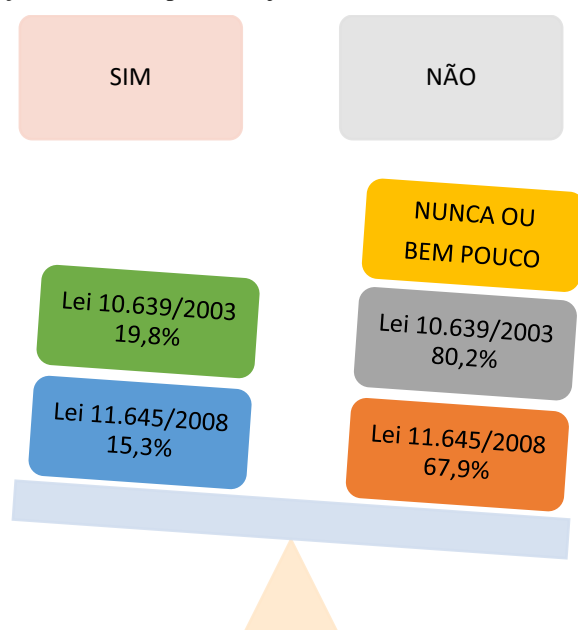 SIM
NÃO
NUNCA OU
BEM POUCO
Lei 10.639/2003
19,8%
Lei 10.639/2003
80,2%
Lei 11.645/2008
15,3%
Lei 11.645/2008
67,9%